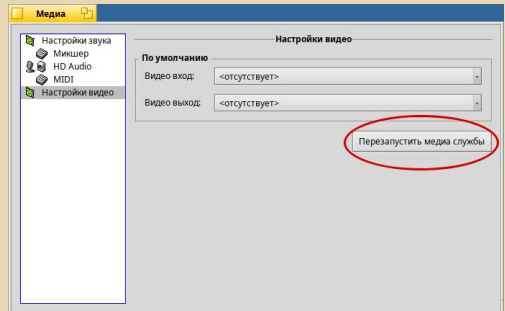 Медиа
Настройки звука
Микшер
HD Audio
MIDI
Настройки видео
Настройки видео
По умолчанию
Видео вход: <отсутствует>
Видео выход: <отсутствует>
Перезапустить медиа службы